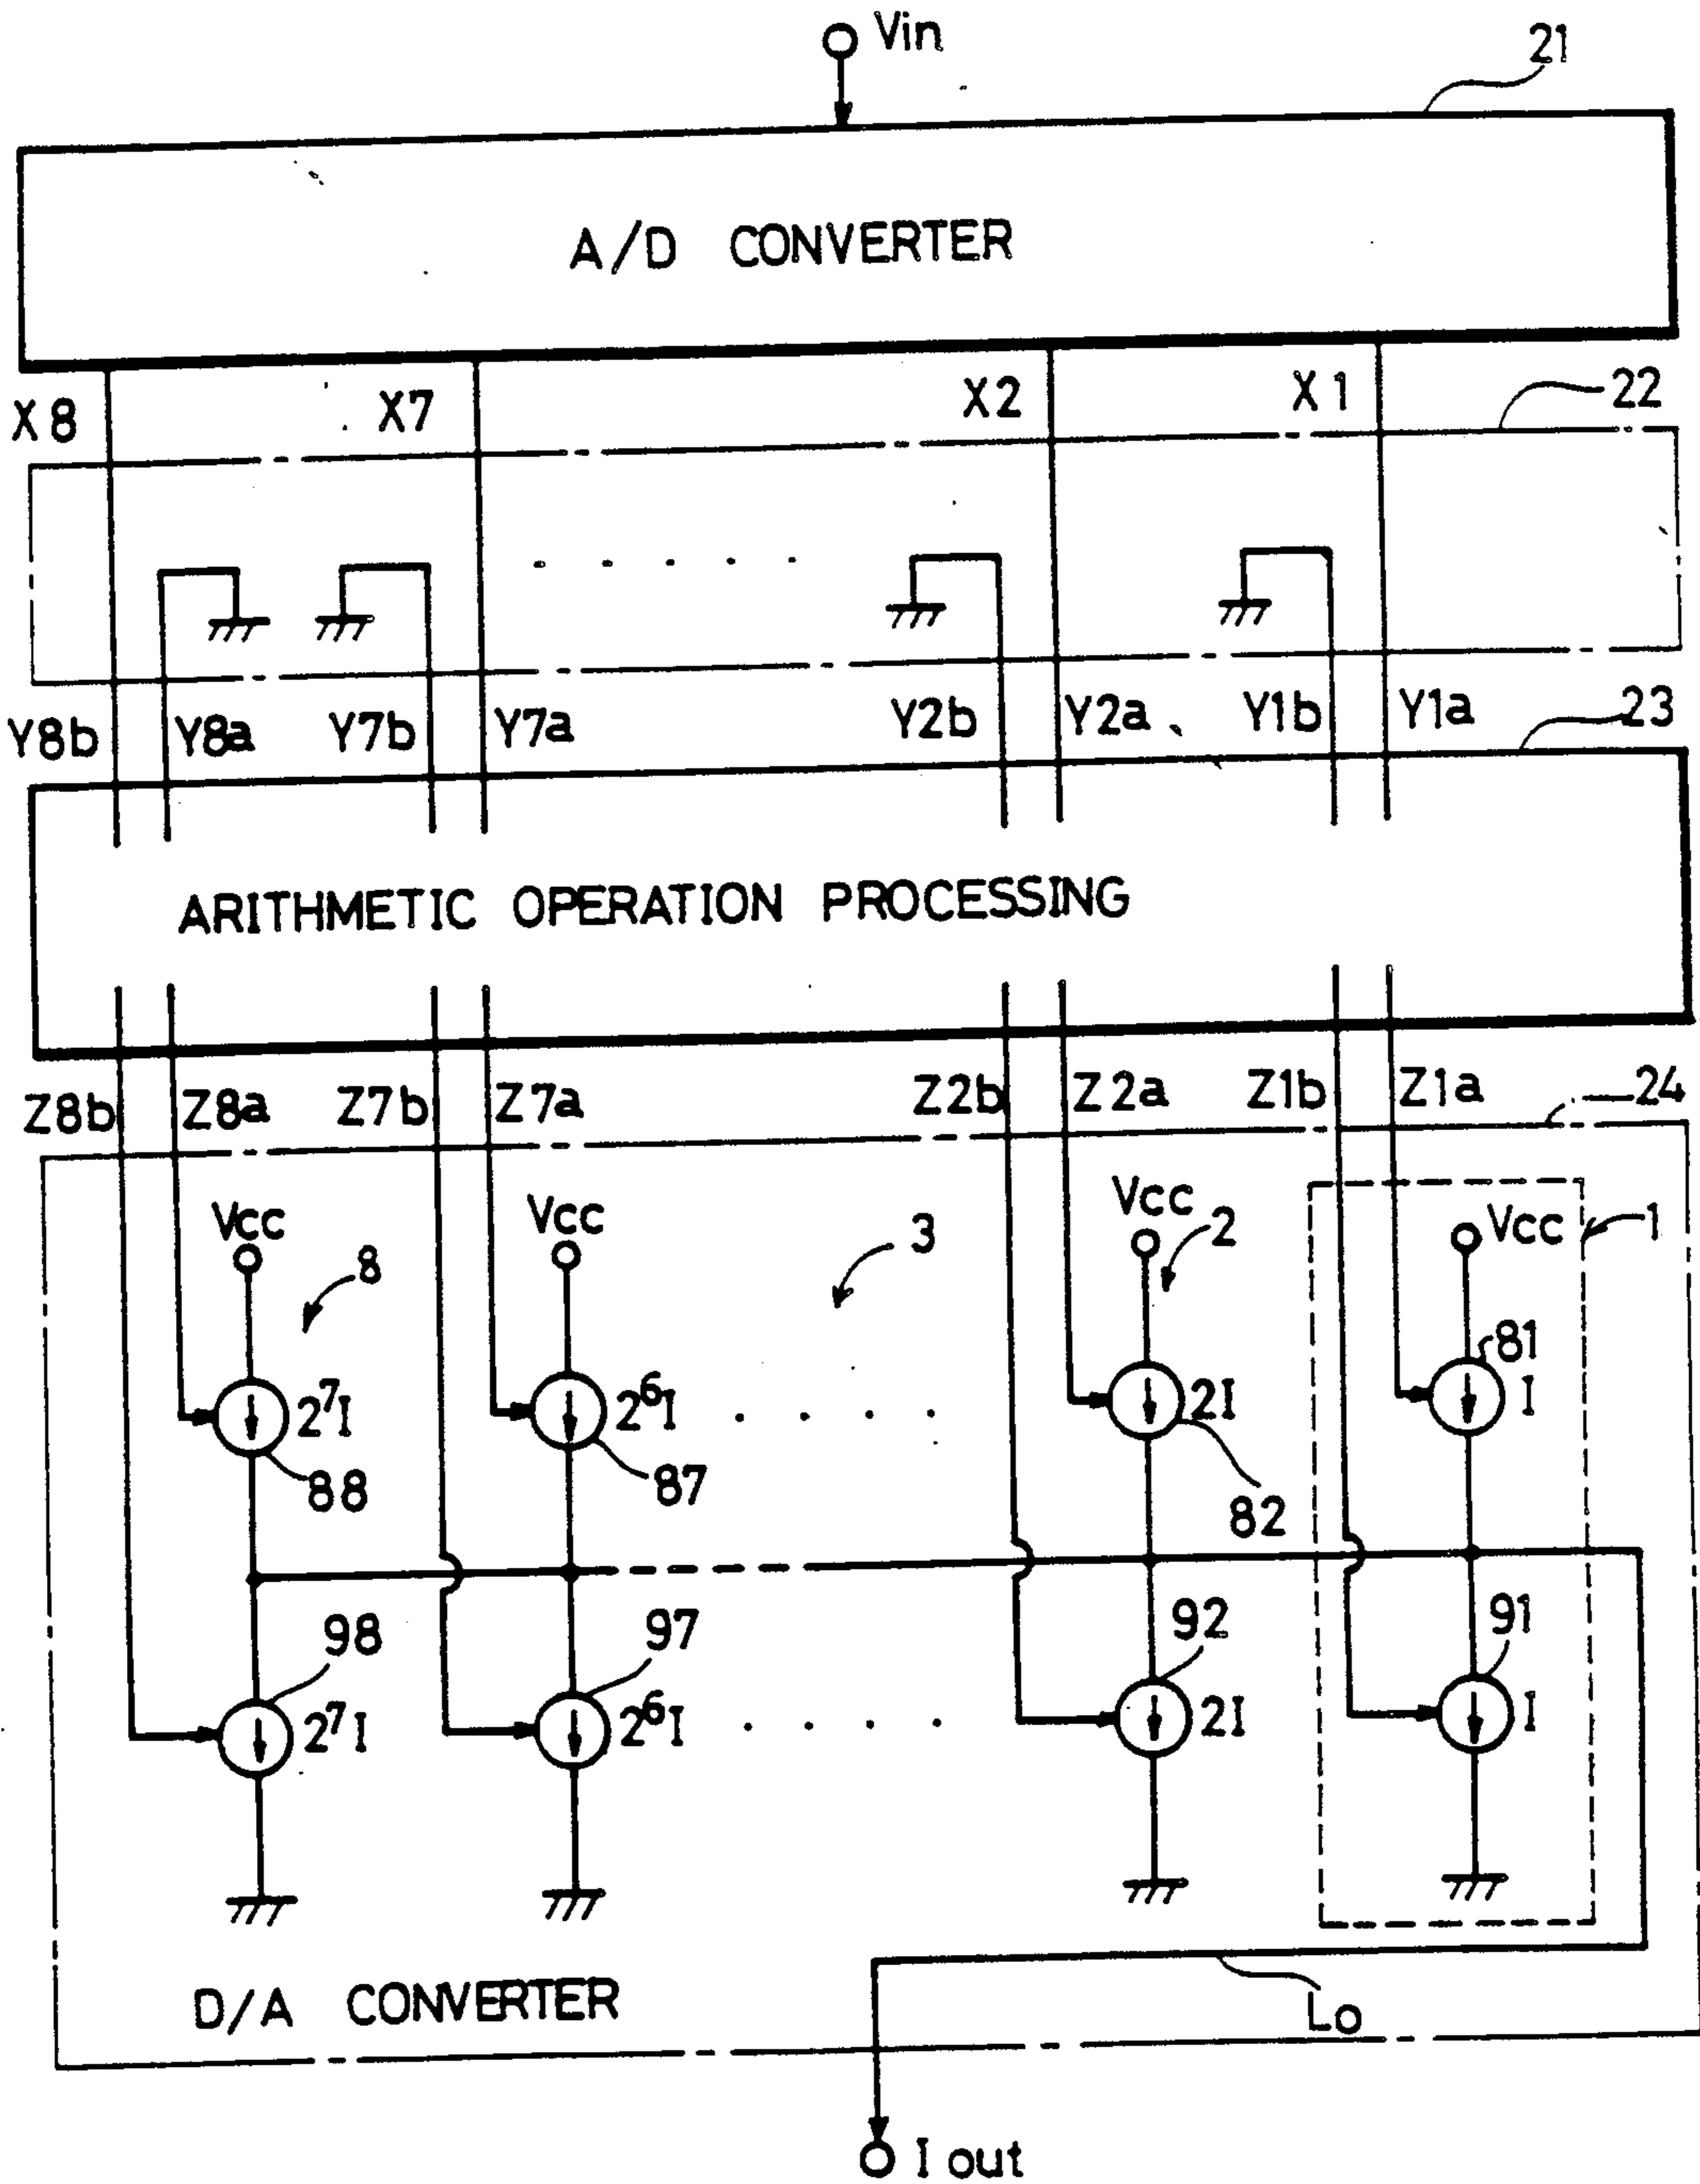 Vin
21
A/D CONVERTER
X8 X7 X2 X1 22
Y8b Y8a Y7b Y7a Y2b Y2a Y1b Y1a 23
ARITHMETIC OPERATION PROCESSING
Z8b Z8a Z7b Z7a Z2b Z2a Z1b Z1a 24
Vcc 8 Vcc 3 Vcc 2 Vcc 1
81
2⁷I 2⁶I 2I I
88 87 82
98 97 92 91
2⁷I 2⁶I 2I I
D/A CONVERTER Lo
I out